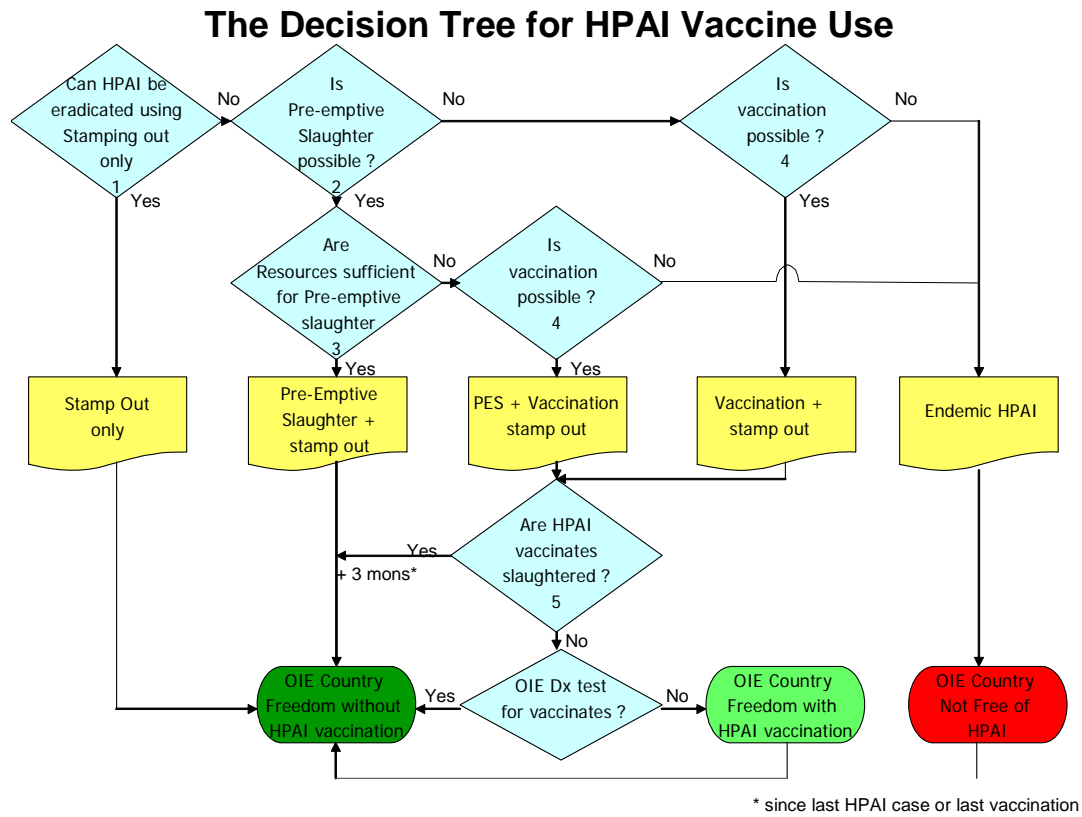 The Decision Tree for HPAI Vaccine Use
Can HPAI be
eradicated using
Stamping out
only
1
No
Yes
Is
Pre-emptive
Slaughter
possible ?
2
No
Yes
Is
vaccination
possible ?
4
No
Yes
Are
Resources sufficient
for Pre-emptive
slaughter
3
No
Yes
Is
vaccination
possible ?
4
No
Yes
Stamp Out
only
Pre-Emptive
Slaughter +
stamp out
PES + Vaccination
stamp out
Vaccination +
stamp out
Endemic HPAI
Are HPAI
vaccinates
slaughtered ?
5
Yes
+ 3 mons*
No
OIE Country
Freedom without
HPAI vaccination
Yes
OIE Dx test
for vaccinates ?
No
OIE Country
Freedom with
HPAI vaccination
OIE Country
Not Free of
HPAI
* since last HPAI case or last vaccination